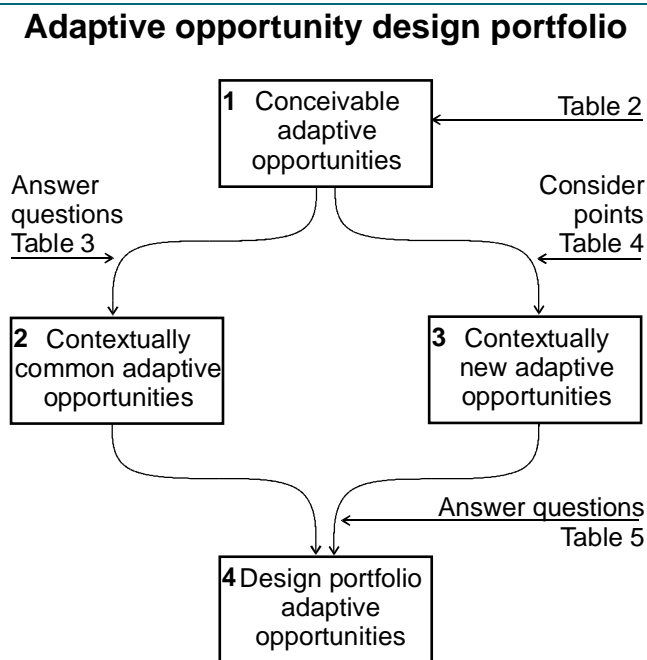 Adaptive opportunity design portfolio
1 Conceivable
adaptive
opportunities
Table 2
Answer
questions
Table 3
Consider
points
Table 4
2 Contextually
common adaptive
opportunities
3 Contextually
new adaptive
opportunities
Answer questions
Table 5
4 Design portfolio
adaptive
opportunities